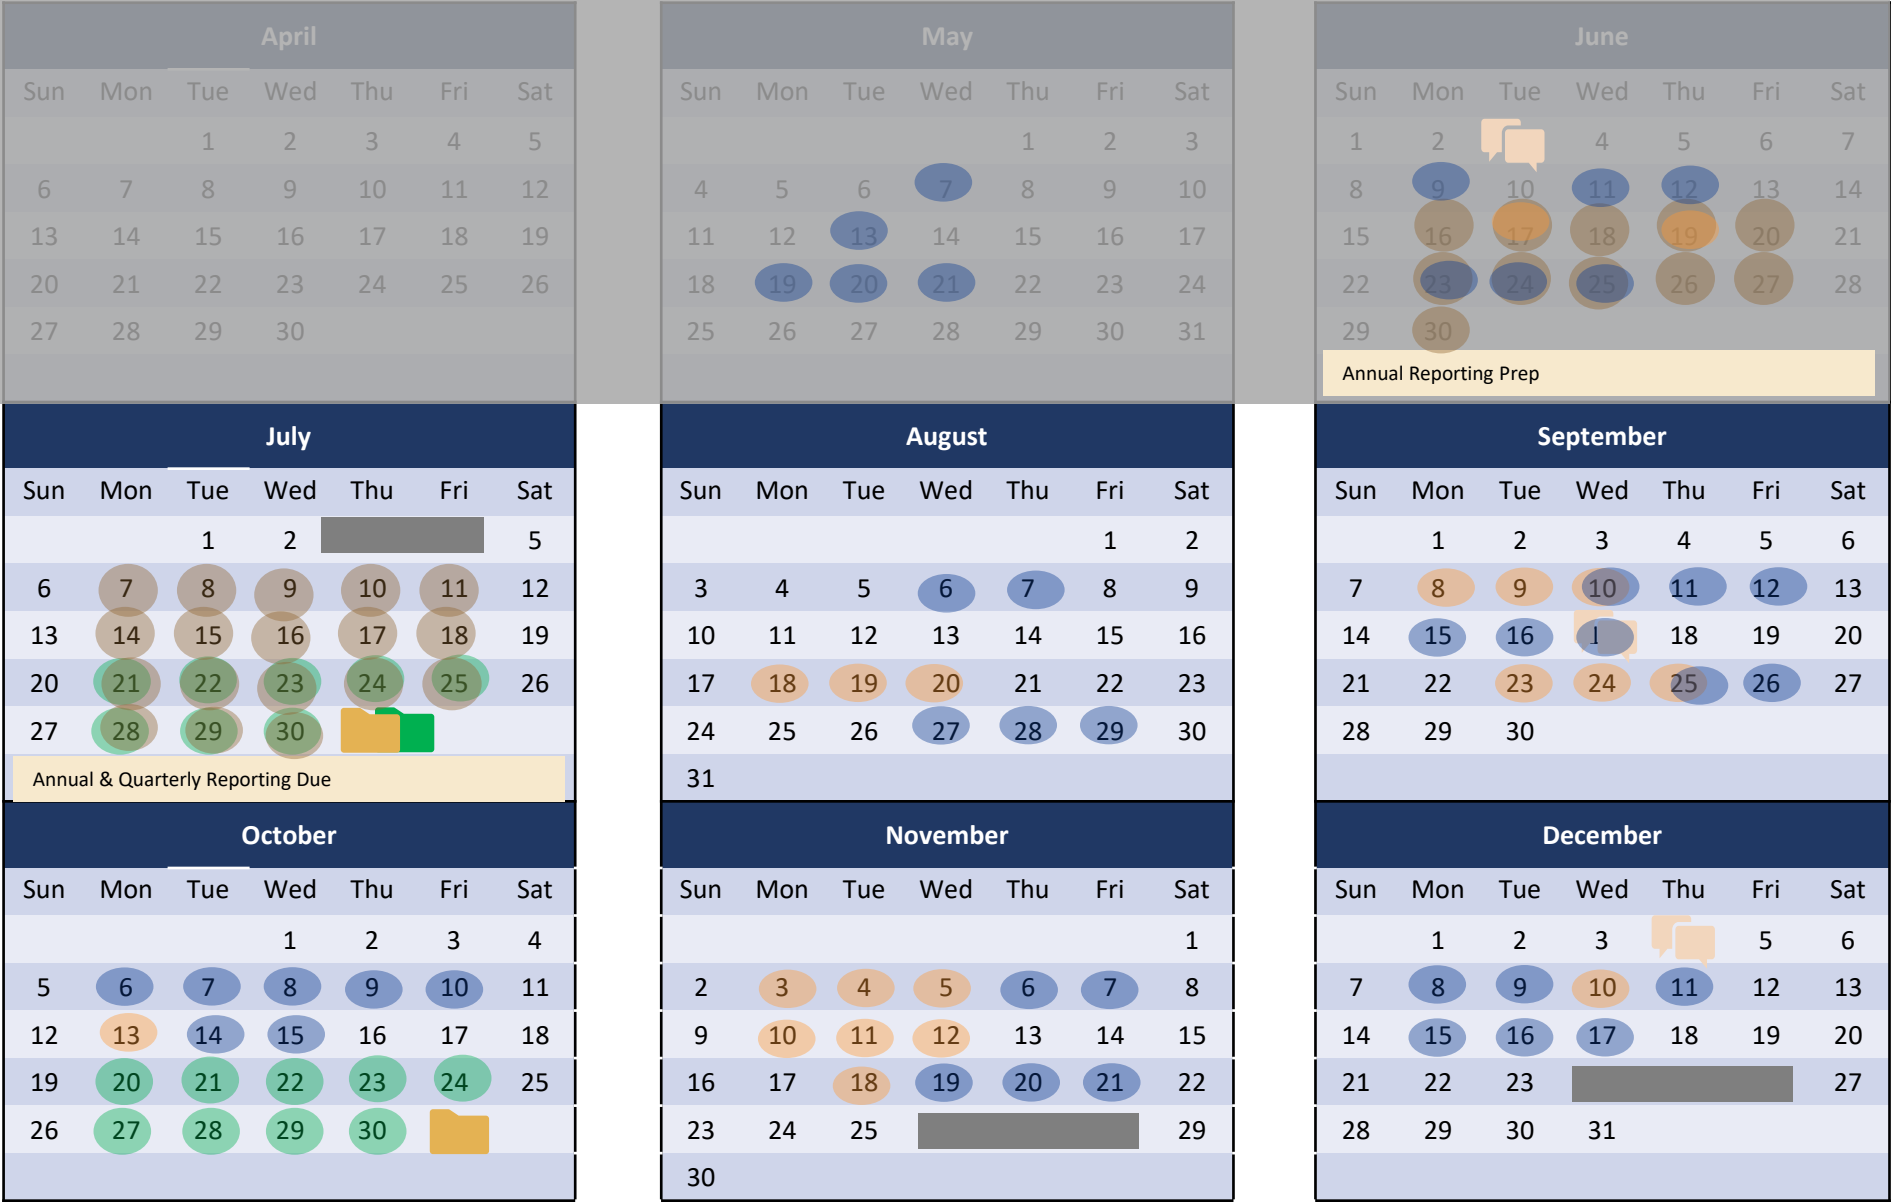 April
Sun Mon Tue Wed Thu Fri Sat
1 2 3 4 5
6 7 8 9 10 11 12
13 14 15 16 17 18 19
20 21 22 23 24 25 26
27 28 29 30
May
Sun Mon Tue Wed Thu Fri Sat
1 2 3
4 5 6 7 8 9 10
11 12 13 14 15 16 17
18 19 20 21 22 23 24
25 26 27 28 29 30 31
June
Sun Mon Tue Wed Thu Fri Sat
1 2 4 5 6 7
8 9 10 11 12 13 14
15 16 17 18 19 20 21
22 23 24 25 26 27 28
29 30
Annual Reporting Prep
July
Sun Mon Tue Wed Thu Fri Sat
1 2 5
6 7 8 9 10 11 12
13 14 15 16 17 18 19
20 21 22 23 24 25 26
27 28 29 30
Annual & Quarterly Reporting Due
August
Sun Mon Tue Wed Thu Fri Sat
1 2
3 4 5 6 7 8 9
10 11 12 13 14 15 16
17 18 19 20 21 22 23
24 25 26 27 28 29 30
31
September
Sun Mon Tue Wed Thu Fri Sat
1 2 3 4 5 6
7 8 9 10 11 12 13
14 15 16 1 18 19 20
21 22 23 24 25 26 27
28 29 30
October
Sun Mon Tue Wed Thu Fri Sat
1 2 3 4
5 6 7 8 9 10 11
12 13 14 15 16 17 18
19 20 21 22 23 24 25
26 27 28 29 30
November
Sun Mon Tue Wed Thu Fri Sat
1
2 3 4 5 6 7 8
9 10 11 12 13 14 15
16 17 18 19 20 21 22
23 24 25 29
30
December
Sun Mon Tue Wed Thu Fri Sat
1 2 3 5 6
7 8 9 10 11 12 13
14 15 16 17 18 19 20
21 22 23 27
28 29 30 31